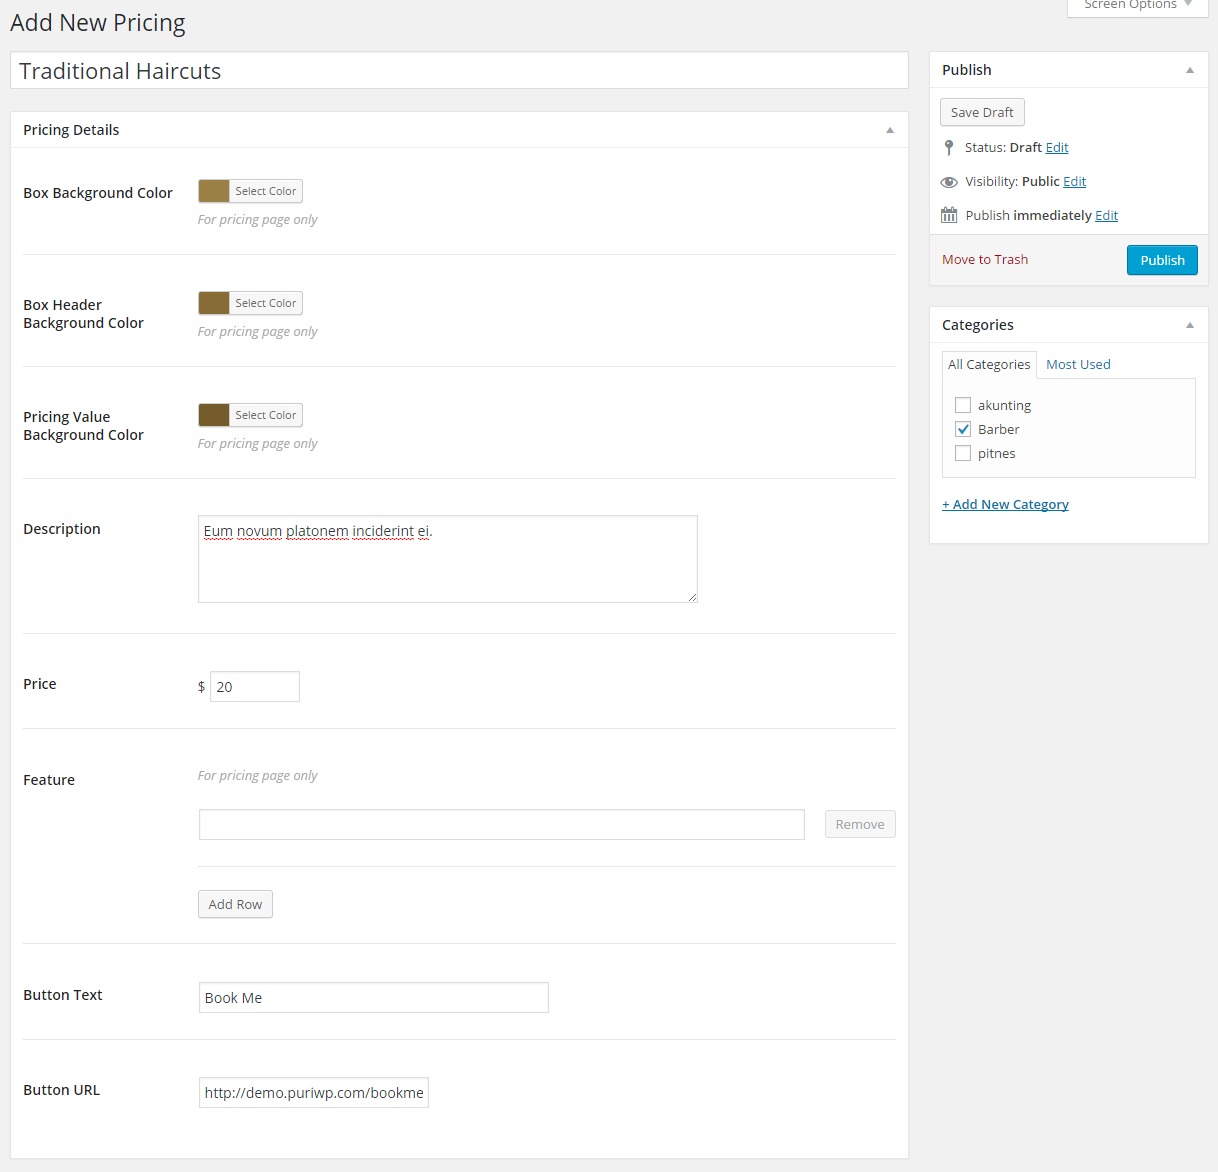 Screen Options
Add New Pricing
Traditional Haircuts
Pricing Details
Box Background Color
Select Color
For pricing page only
Box Header
Background Color
Select Color
For pricing page only
Pricing Value
Background Color
Select Color
For pricing page only
Description
Eum novum platonem inciderint ei.
Price
$ 20
Feature
For pricing page only
Remove
Add Row
Button Text
Book Me
Button URL
http://demo.puriwp.com/bookme
Publish
Save Draft
Status: Draft Edit
Visibility: Public Edit
Publish immediately Edit
Move to Trash
Publish
Categories
All Categories
Most Used
akunting
Barber
pitnes
+ Add New Category